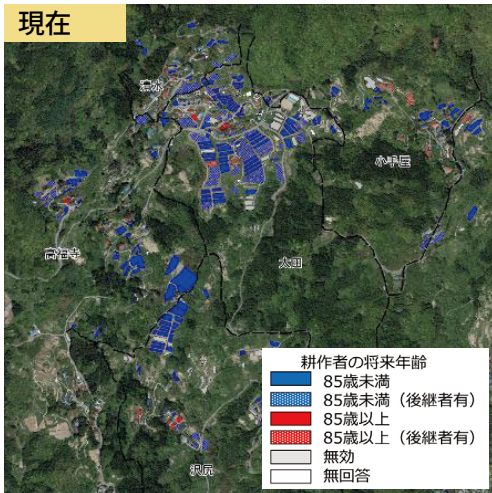 現在
清水
小手屋
高福寺
太田
沢尻
耕作者の将来年齢
85歳未満
85歳未満（後継者有）
85歳以上
85歳以上（後継者有）
無効
無回答